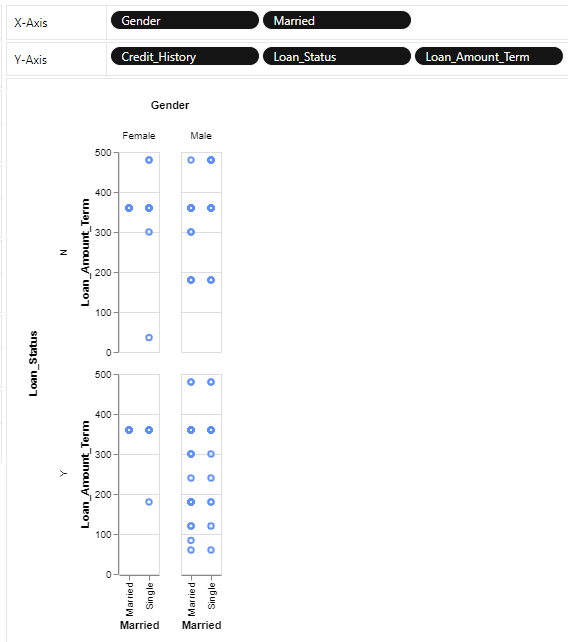 X-Axis Gender Married
Y-Axis Credit_History Loan_Status Loan_Amount_Term
Gender
Female Male
500
400
300
200
100
0
Loan_Amount_Term
N
Loan_Status
500
400
300
200
100
0
Loan_Amount_Term
Y
Married Single Married Single
Married Married